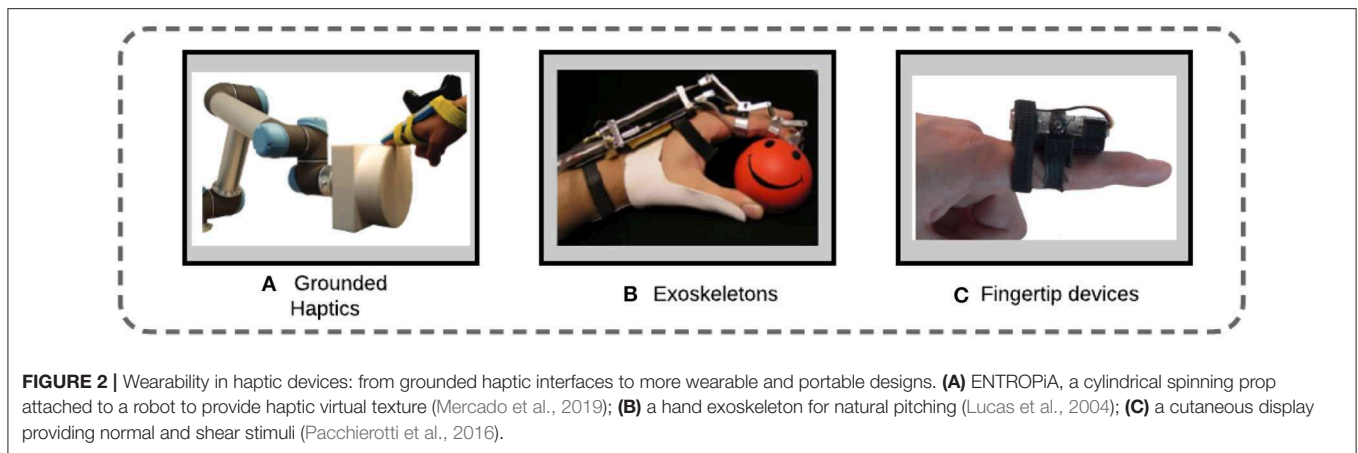 A Grounded
Haptics
B Exoskeletons
C Fingertip devices
FIGURE 2 | Wearability in haptic devices: from grounded haptic interfaces to more wearable and portable designs. (A) ENTROPiA, a cylindrical spinning prop
attached to a robot to provide haptic virtual texture (Mercado et al., 2019); (B) a hand exoskeleton for natural pitching (Lucas et al., 2004); (C) a cutaneous display
providing normal and shear stimuli (Pacchierotti et al., 2016).